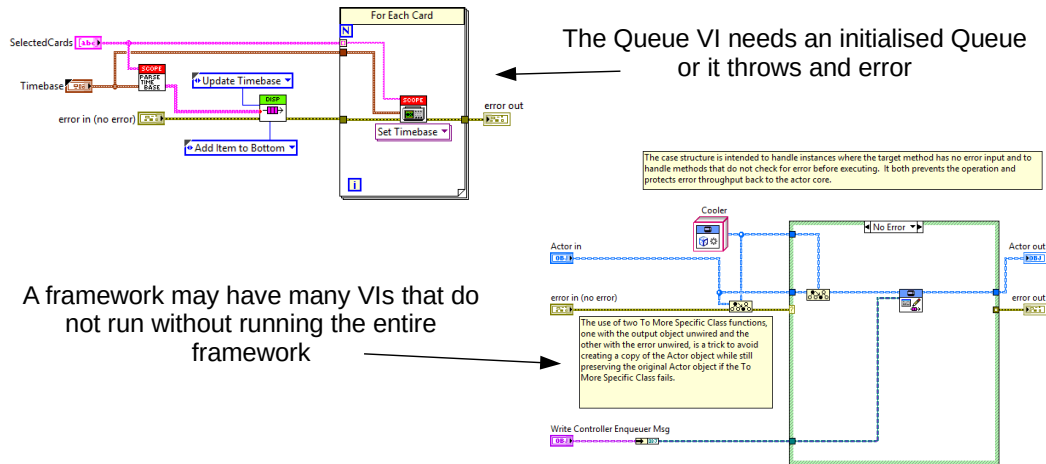 For Each Card
N
SelectedCards
abc
Timebase
SCOPE
PARSE
TIME
BASE
Update Timebase
DISP
error in (no error)
Add Item to Bottom
SCOPE
Set Timebase
error out
i
The Queue VI needs an initialised Queue
or it throws and error
The case structure is intended to handle instances where the target method has no error input and to
handle methods that do not check for error before executing.  It both prevents the operation and
protects error throughput back to the actor core.
Cooler
No Error
Actor in
OBJ
Actor out
OBJ
error in (no error)
error out
A framework may have many VIs that do
not run without running the entire
framework
The use of two To More Specific Class functions,
one with the output object unwired and the
other with the error unwired, is a trick to avoid
creating a copy of the Actor object while still
preserving the original Actor object if the To
More Specific Class fails.
Write Controller Enqueuer Msg
OBJ